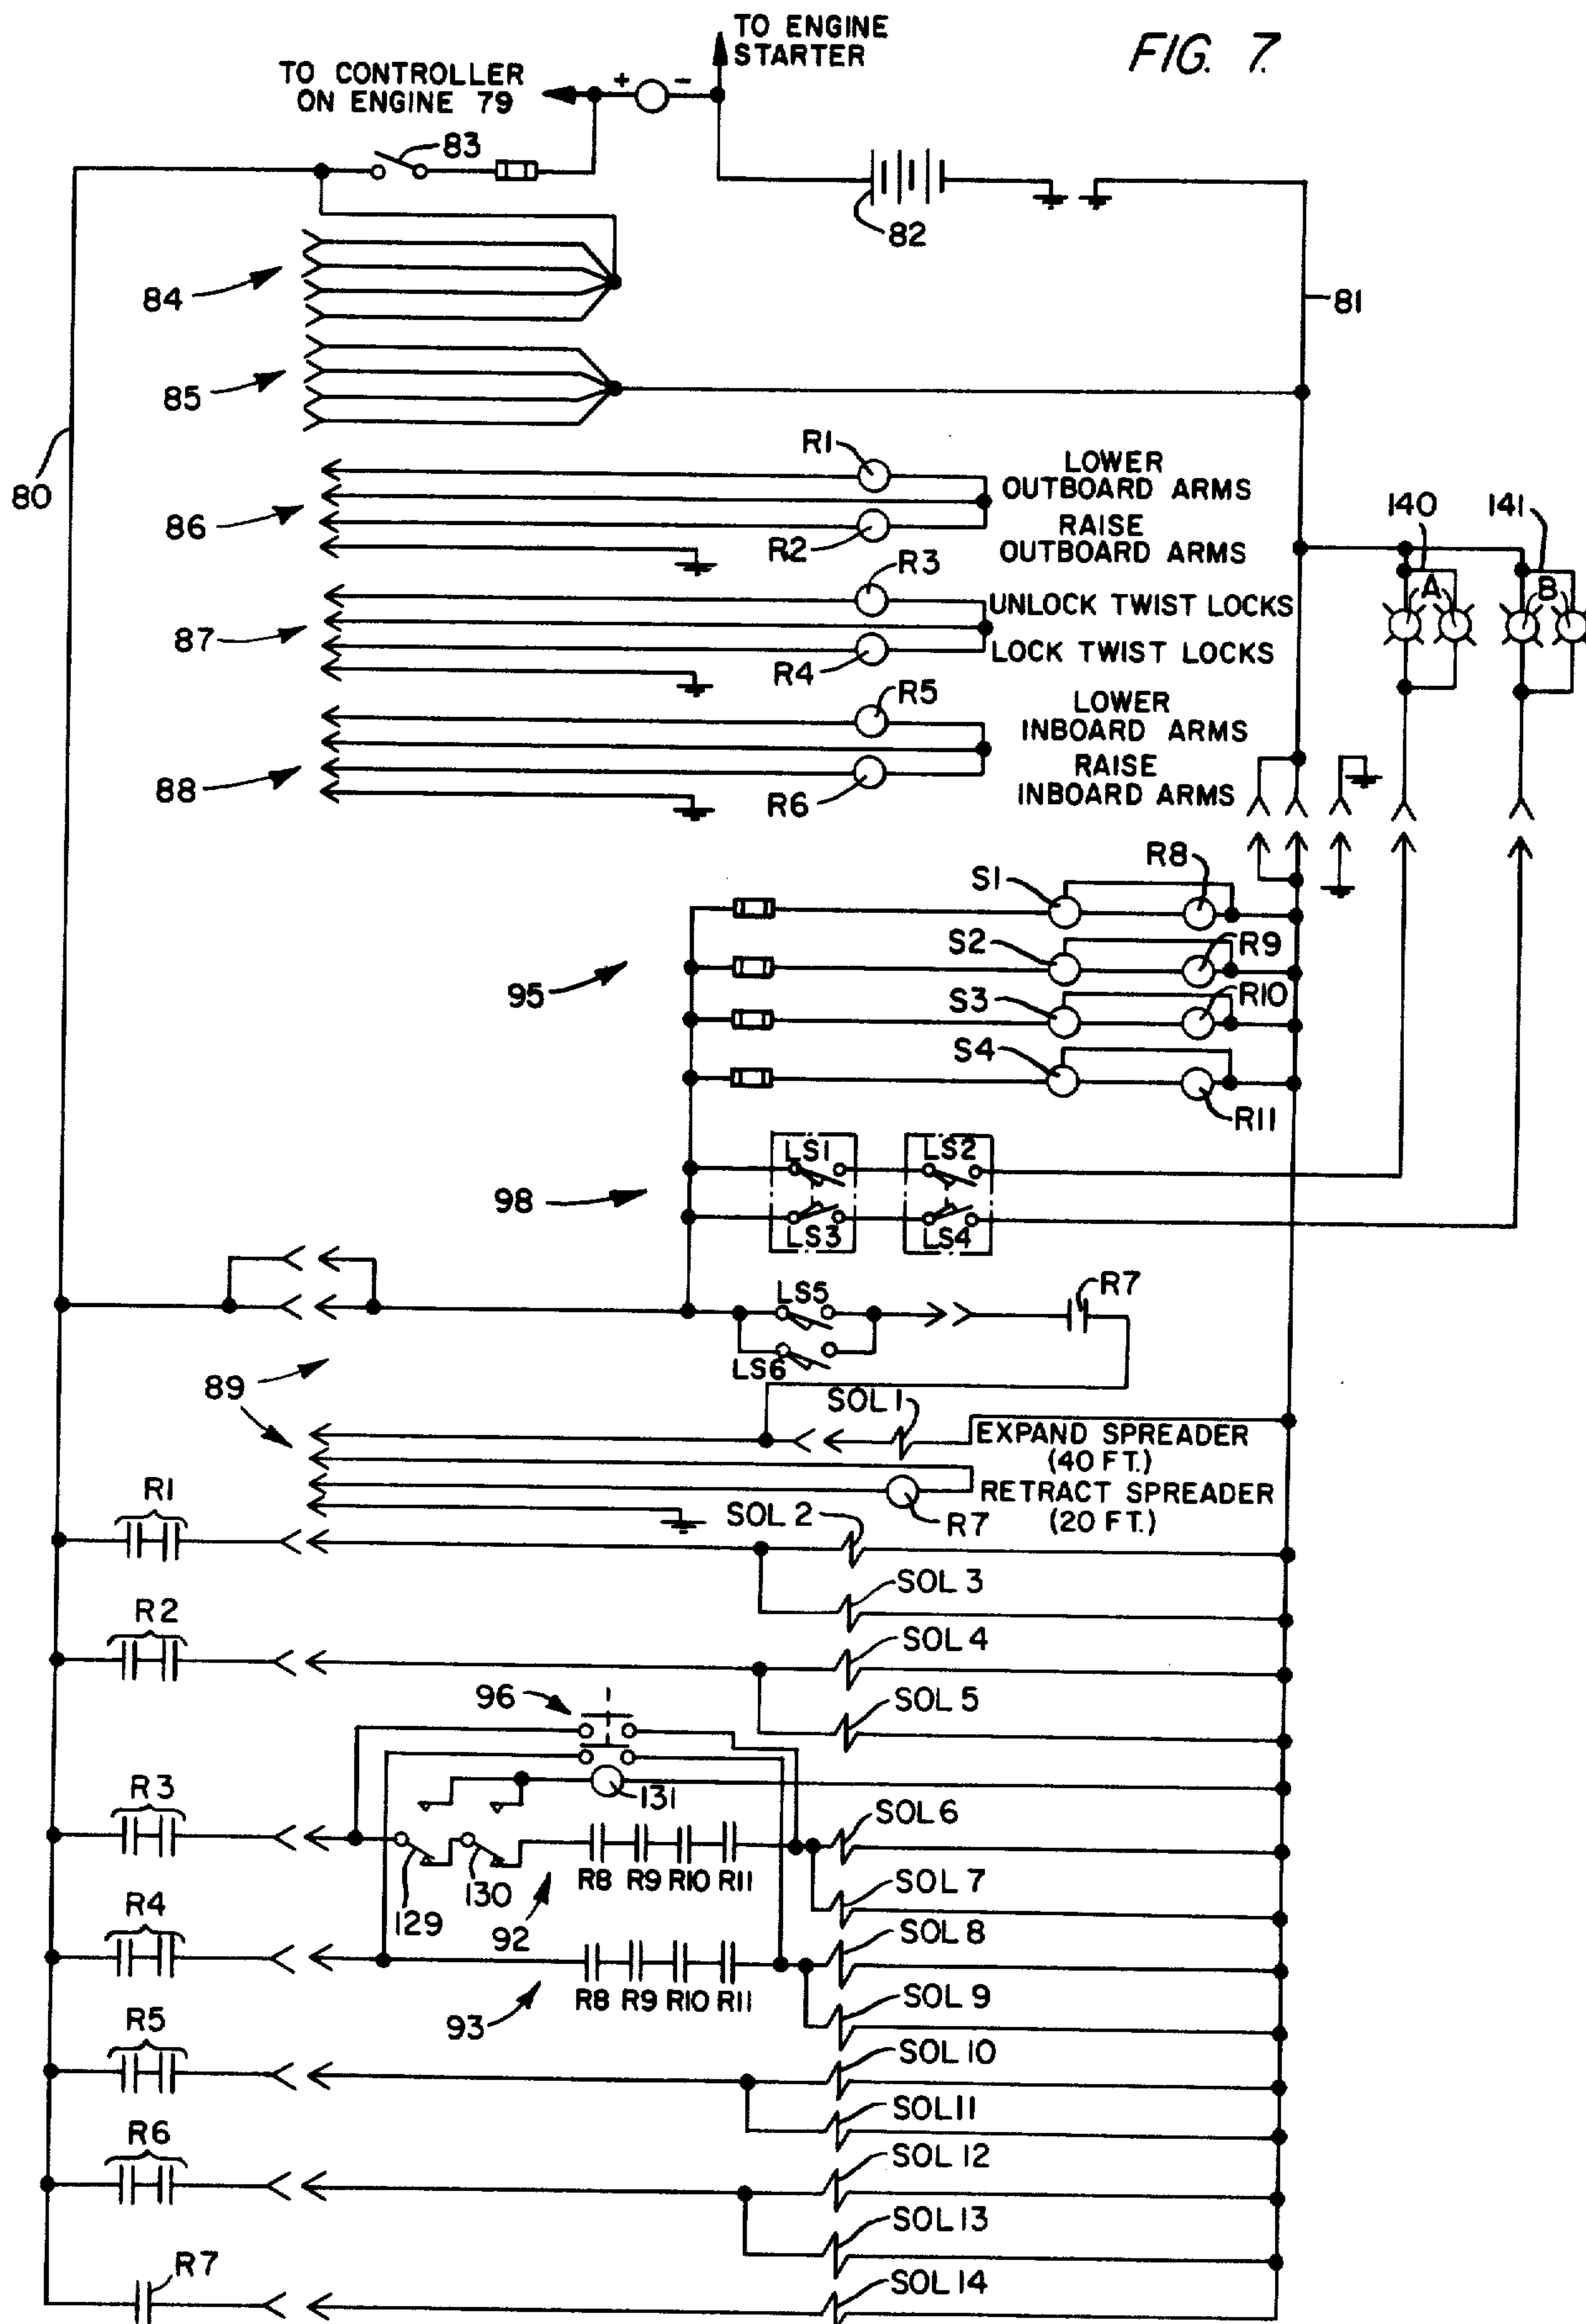 FIG. 7.
TO ENGINE
STARTER
TO CONTROLLER
ON ENGINE 79
+ -
83
82
84
81
85
80
R1
LOWER
OUTBOARD ARMS
86
RAISE
OUTBOARD ARMS
R2
140
141
A
B
R3
UNLOCK TWIST LOCKS
87
LOCK TWIST LOCKS
R4
R5
LOWER
INBOARD ARMS
88
RAISE
INBOARD ARMS
R6
S1
R8
S2
R9
95
S3
R10
S4
R11
LS1
LS2
98
LS3
LS4
LS5
R7
LS6
89
SOL 1
EXPAND SPREADER
(40 FT.)
RETRACT SPREADER
(20 FT.)
R7
R1
SOL 2
SOL 3
R2
SOL 4
SOL 5
96
131
R3
SOL 6
R8 R9 R10 R11
129
130
92
SOL 7
R4
SOL 8
R8 R9 R10 R11
93
SOL 9
R5
SOL 10
SOL 11
R6
SOL 12
SOL 13
R7
SOL 14